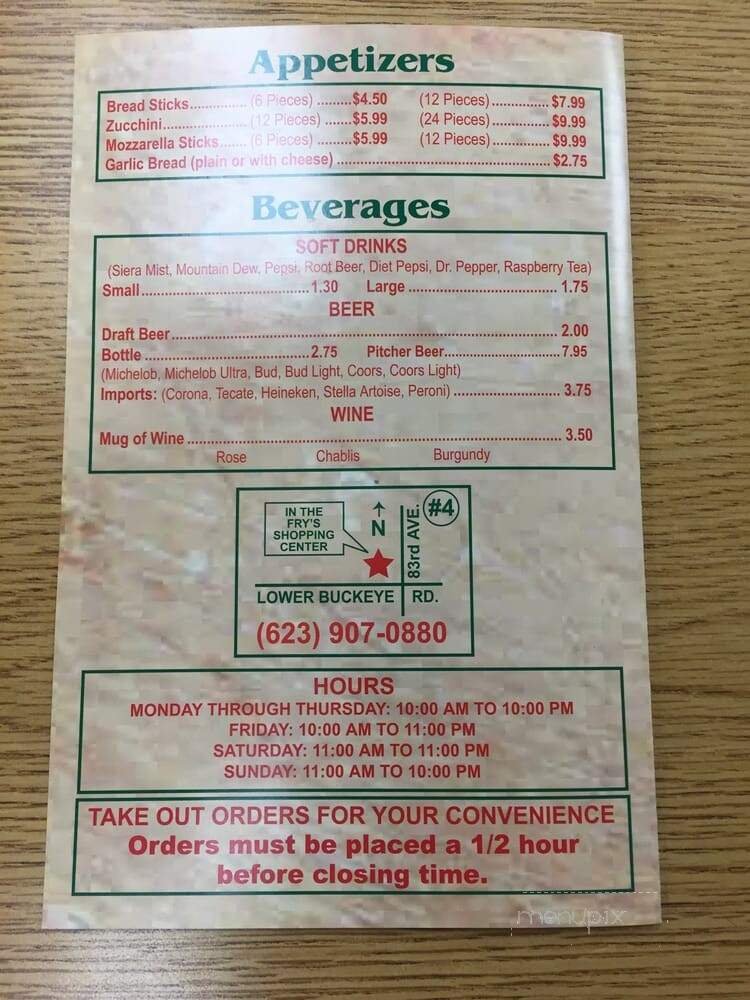 Appetizers
Bread Sticks.............. (6 Pieces) .........$4.50 (12 Pieces)............... $7.99
Zucchini..................... (12 Pieces) .......$5.99 (24 Pieces)............... $9.99
Mozzarella Sticks....... (6 Pieces) .........$5.99 (12 Pieces)............... $9.99
Garlic Bread (plain or with cheese) ...................................................... $2.75
Beverages
SOFT DRINKS
(Siera Mist, Mountain Dew, Pepsi, Root Beer, Diet Pepsi, Dr. Pepper, Raspberry Tea)
Small...........................................1.30 Large ...................................... 1.75
BEER
Draft Beer................................................................................................ 2.00
Bottle ..........................................2.75 Pitcher Beer.............................7.95
(Michelob, Michelob Ultra, Bud, Bud Light, Coors, Coors Light)
Imports: (Corona, Tecate, Heineken, Stella Artoise, Peroni) ........................... 3.75
WINE
Mug of Wine ............................................................................................. 3.50
Rose Chablis Burgundy
IN THE
FRY'S
SHOPPING
CENTER
N
83rd AVE.
#4
LOWER BUCKEYE RD.
(623) 907-0880
HOURS
MONDAY THROUGH THURSDAY: 10:00 AM TO 10:00 PM
FRIDAY: 10:00 AM TO 11:00 PM
SATURDAY: 11:00 AM TO 11:00 PM
SUNDAY: 11:00 AM TO 10:00 PM
TAKE OUT ORDERS FOR YOUR CONVENIENCE
Orders must be placed a 1/2 hour
before closing time.
menupix